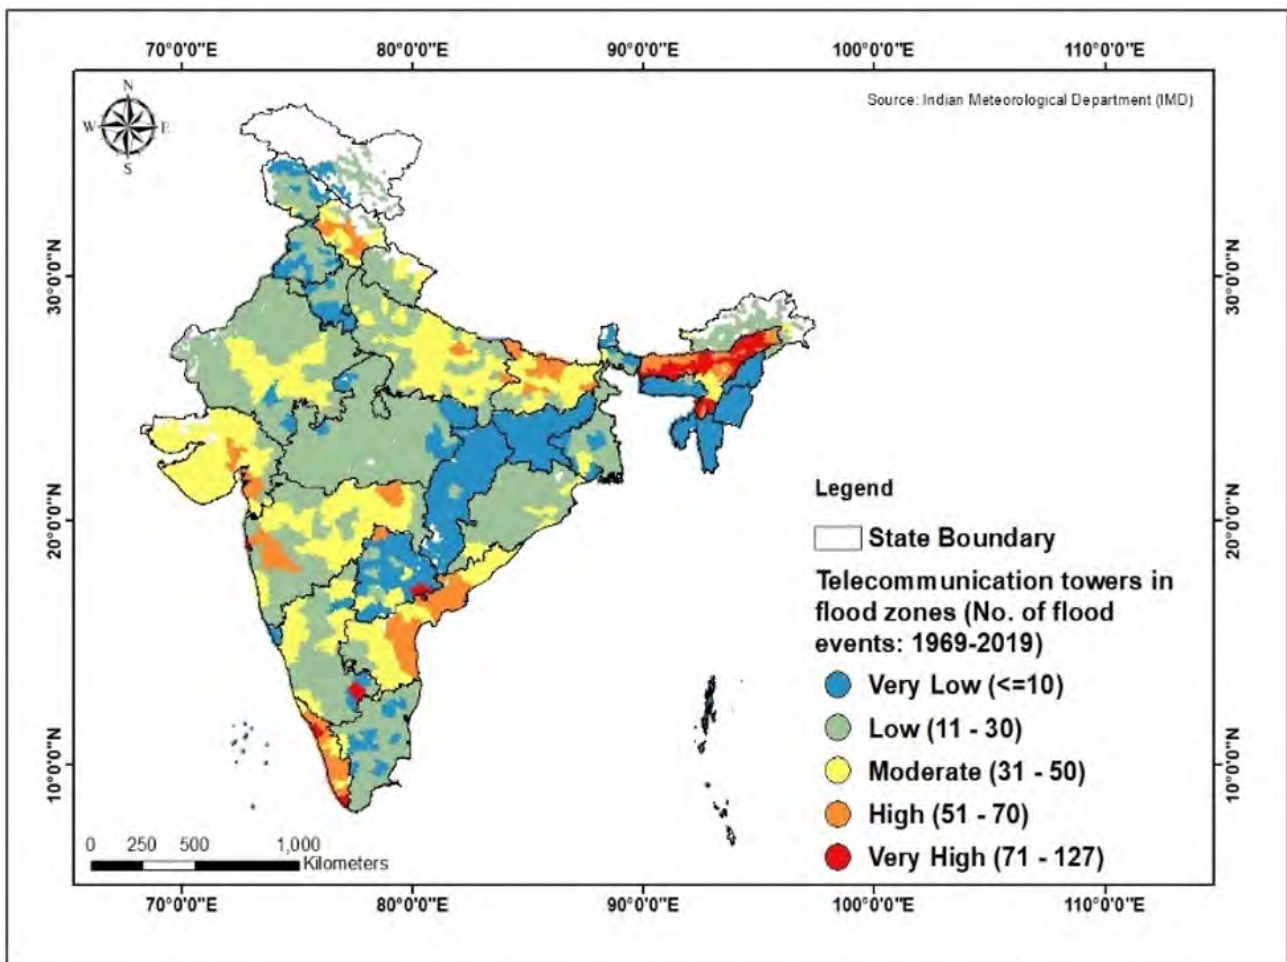 70°0'0"E 80°0'0"E 90°0'0"E 100°0'0"E 110°0'0"E
Source: Indian Meteorological Department (IMD)
N
W E
S
30°0'0"N 30°0'0"N
20°0'0"N 20°0'0"N
10°0'0"N 10°0'0"N
Legend
State Boundary
Telecommunication towers in
flood zones (No. of flood
events: 1969-2019)
Very Low (<=10)
Low (11 - 30)
Moderate (31 - 50)
High (51 - 70)
Very High (71 - 127)
0 250 500 1,000
Kilometers
70°0'0"E 80°0'0"E 90°0'0"E 100°0'0"E 110°0'0"E